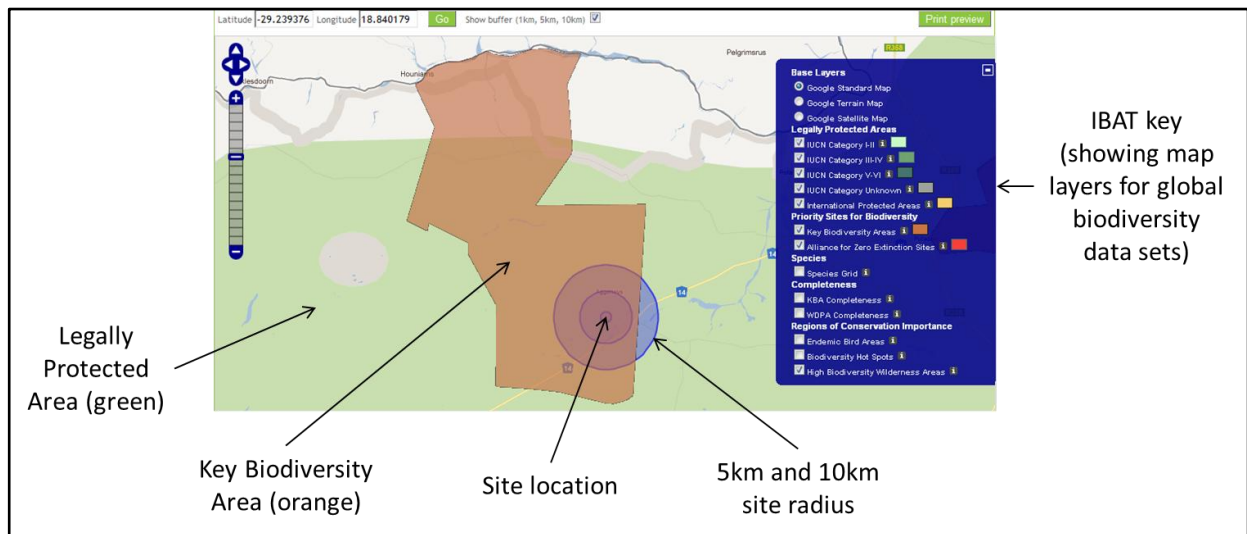 Latitude -29.239376 Longitude 18.840179 Go Show buffer (1km, 5km, 10km) Print preview
R358
Pelgrimsrus
Houniams
Base Layers
Google Standard Map
Google Terrain Map
Google Satellite Map
Legally Protected Areas
IUCN Category I-II
IUCN Category III-IV
IUCN Category V-VI
IUCN Category Unknown
International Protected Areas
Priority Sites for Biodiversity
Key Biodiversity Areas
Alliance for Zero Extinction Sites
Species
Species Grid
Completeness
KBA Completeness
WDPA Completeness
Regions of Conservation Importance
Endemic Bird Areas
Biodiversity Hot Spots
High Biodiversity Wilderness Areas
14
14
14
IBAT key
(showing map
layers for global
biodiversity
data sets)
Legally
Protected
Area (green)
Key Biodiversity
Area (orange)
Site location
5km and 10km
site radius